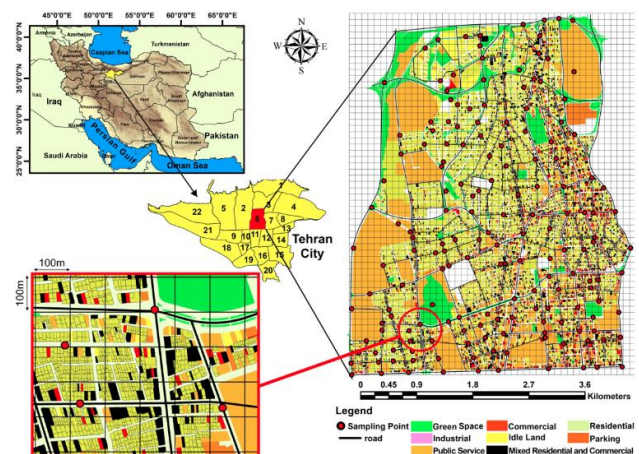 45°0'0"E 50°0'0"E 55°0'0"E 60°0'0"E
Armenia Azerbaijan
Caspian Sea
Turkmenistan
Iraq
Afghanistan
Pakistan
Persian Gulf
Saudi Arabia
Oman Sea
40°0'0"N
35°0'0"N
30°0'0"N
25°0'0"N
N
W E
S
1
22 5 2 3 4
6 7 8
21 9 10 11 12 13
18 17 14
19 16 15
20
Tehran
City
100m
100m
0 0.45 0.9 1.8 2.7 3.6
Kilometers
Legend
Sampling Point
road
Green Space
Industrial
Public Service
Commercial
Idle Land
Mixed Residential and Commercial
Residential
Parking